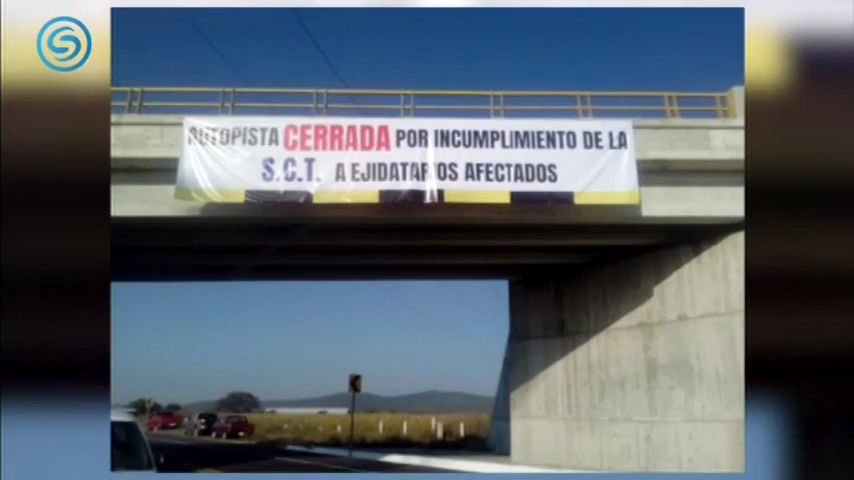 AUTOPISTA CERRADA POR INCUMPLIMIENTO DE LA
S.C.T. A EJIDATARIOS AFECTADOS